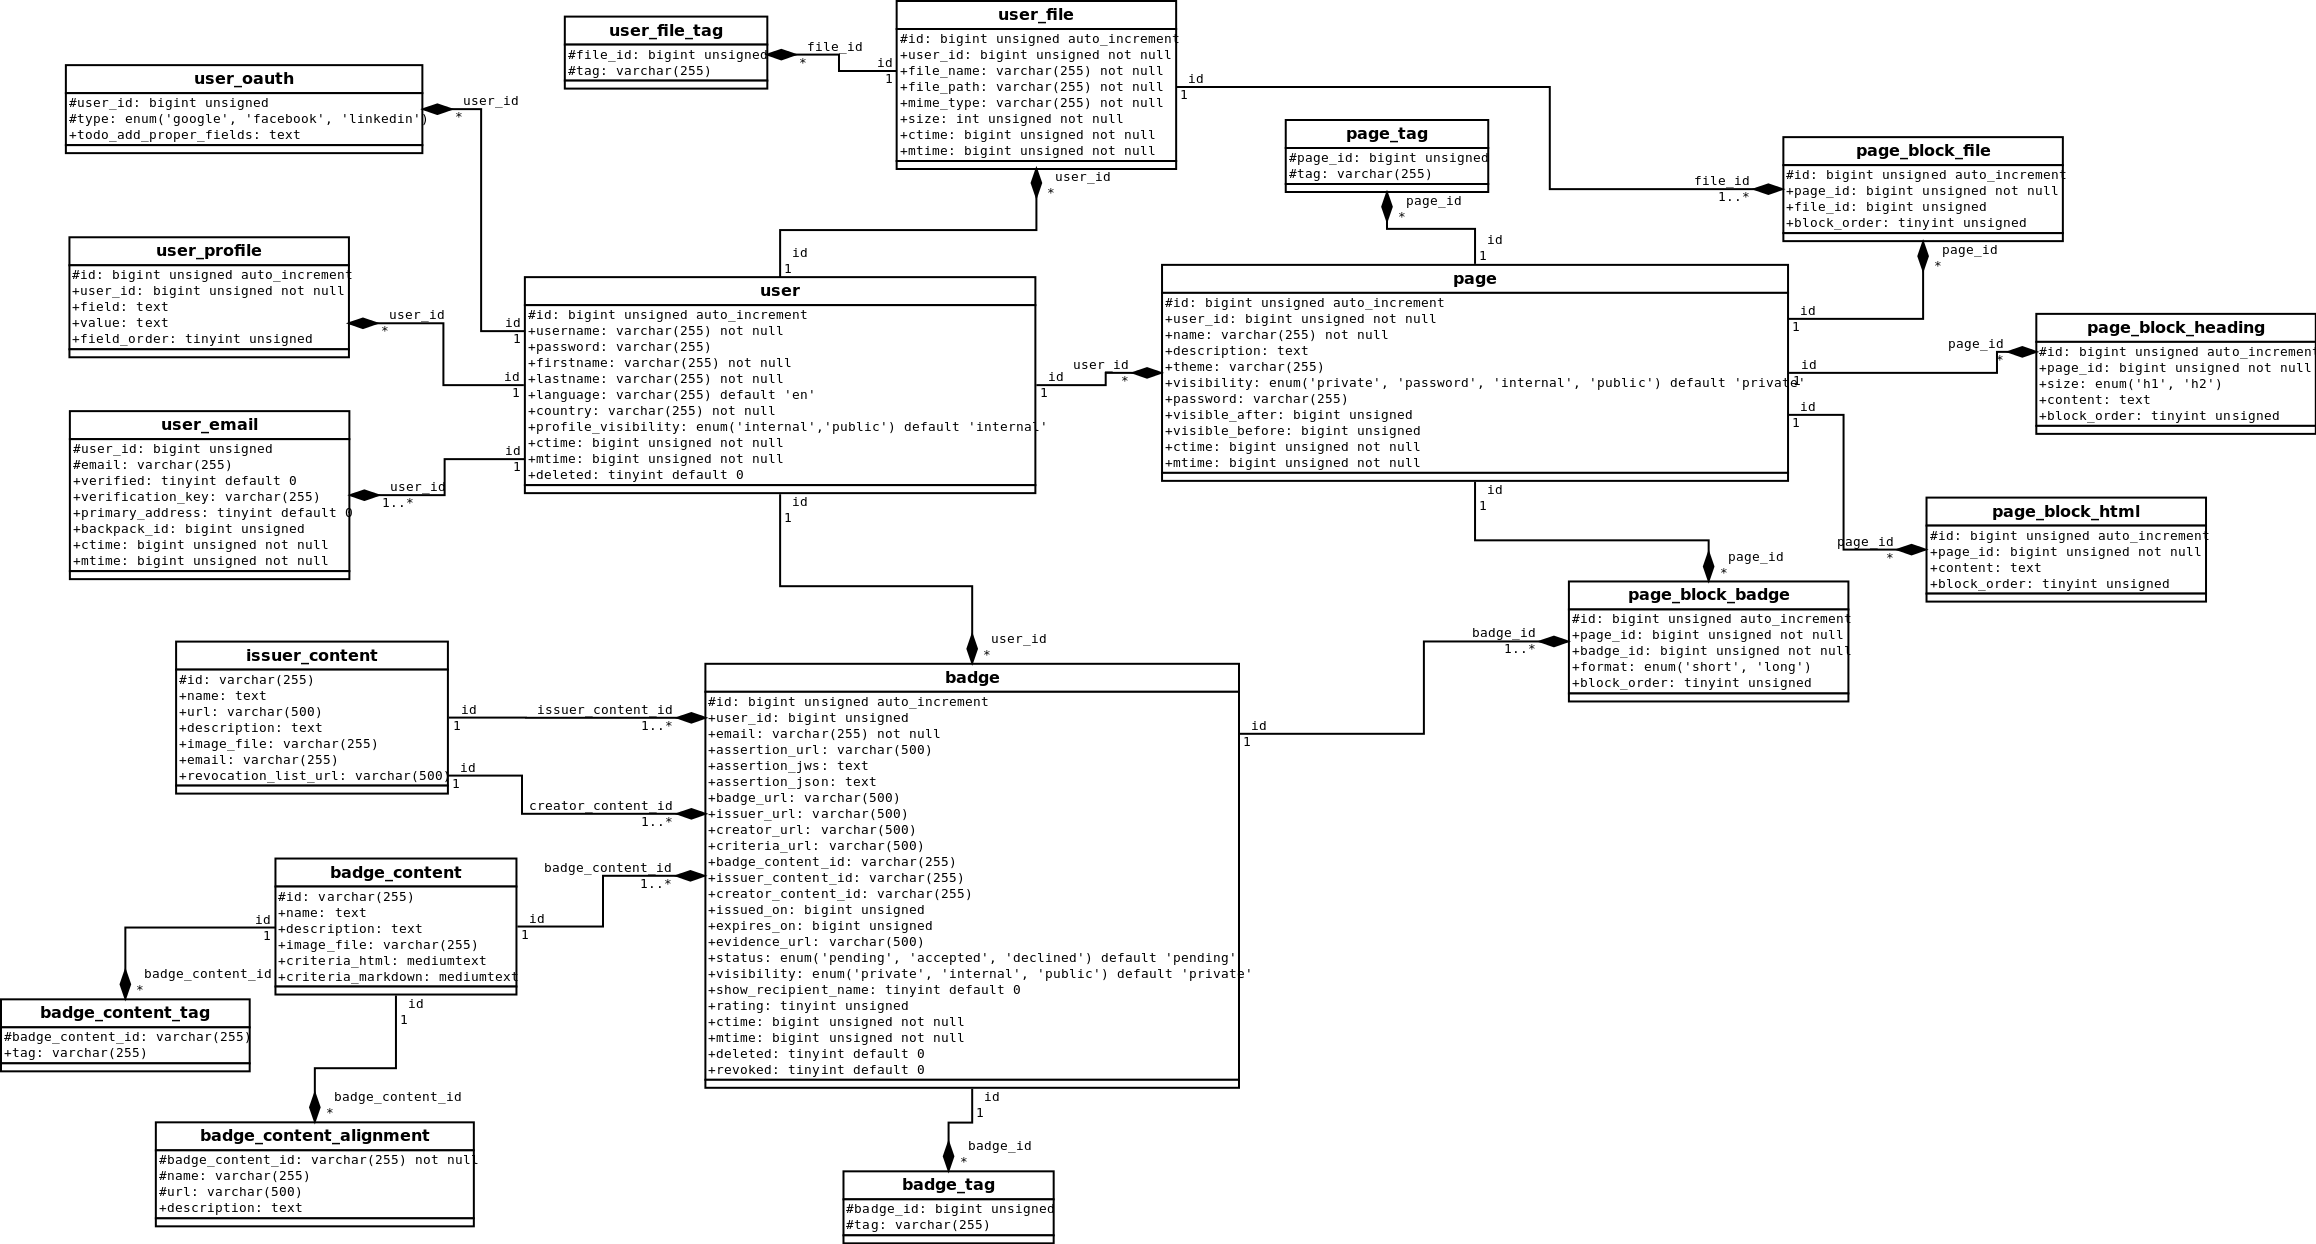 user_file
#id: bigint unsigned auto_increment
+user_id: bigint unsigned not null
+file_name: varchar(255) not null
+file_path: varchar(255) not null
+mime_type: varchar(255) not null
+size: int unsigned not null
+ctime: bigint unsigned not null
+mtime: bigint unsigned not null
user_file_tag
#file_id: bigint unsigned
#tag: varchar(255)
file_id
*
id
1
id
1
user_id
*
user_oauth
#user_id: bigint unsigned
#type: enum('google', 'facebook', 'linkedin')
+todo_add_proper_fields: text
user_id
*
page_tag
#page_id: bigint unsigned
#tag: varchar(255)
page_id
*
id
1
page_block_file
#id: bigint unsigned auto_increment
+page_id: bigint unsigned not null
+file_id: bigint unsigned
+block_order: tinyint unsigned
file_id
1..*
page_id
*
user_profile
#id: bigint unsigned auto_increment
+user_id: bigint unsigned not null
+field: text
+value: text
+field_order: tinyint unsigned
user_id
*
id
1
user
#id: bigint unsigned auto_increment
+username: varchar(255) not null
+password: varchar(255)
+firstname: varchar(255) not null
+lastname: varchar(255) not null
+language: varchar(255) default 'en'
+country: varchar(255) not null
+profile_visibility: enum('internal','public') default 'internal'
+ctime: bigint unsigned not null
+mtime: bigint unsigned not null
+deleted: tinyint default 0
id
1
id
1
id
1
id
1
user_id
*
id
1
page
#id: bigint unsigned auto_increment
+user_id: bigint unsigned not null
+name: varchar(255) not null
+description: text
+theme: varchar(255)
+visibility: enum('private', 'password', 'internal', 'public') default 'private'
+password: varchar(255)
+visible_after: bigint unsigned
+visible_before: bigint unsigned
+ctime: bigint unsigned not null
+mtime: bigint unsigned not null
id
1
id
1
id
1
id
1
page_block_heading
#id: bigint unsigned auto_increment
+page_id: bigint unsigned not null
+size: enum('h1', 'h2')
+content: text
+block_order: tinyint unsigned
page_id
*
user_email
#user_id: bigint unsigned
#email: varchar(255)
+verified: tinyint default 0
+verification_key: varchar(255)
+primary_address: tinyint default 0
+backpack_id: bigint unsigned
+ctime: bigint unsigned not null
+mtime: bigint unsigned not null
user_id
1..*
page_block_html
#id: bigint unsigned auto_increment
+page_id: bigint unsigned not null
+content: text
+block_order: tinyint unsigned
page_id
*
page_block_badge
#id: bigint unsigned auto_increment
+page_id: bigint unsigned not null
+badge_id: bigint unsigned not null
+format: enum('short', 'long')
+block_order: tinyint unsigned
page_id
*
badge_id
1..*
issuer_content
#id: varchar(255)
+name: text
+url: varchar(500)
+description: text
+image_file: varchar(255)
+email: varchar(255)
+revocation_list_url: varchar(500)
id
1
issuer_content_id
1..*
id
1
creator_content_id
1..*
user_id
*
badge
#id: bigint unsigned auto_increment
+user_id: bigint unsigned
+email: varchar(255) not null
+assertion_url: varchar(500)
+assertion_jws: text
+assertion_json: text
+badge_url: varchar(500)
+issuer_url: varchar(500)
+creator_url: varchar(500)
+criteria_url: varchar(500)
+badge_content_id: varchar(255)
+issuer_content_id: varchar(255)
+creator_content_id: varchar(255)
+issued_on: bigint unsigned
+expires_on: bigint unsigned
+evidence_url: varchar(500)
+status: enum('pending', 'accepted', 'declined') default 'pending'
+visibility: enum('private', 'internal', 'public') default 'private'
+show_recipient_name: tinyint default 0
+rating: tinyint unsigned
+ctime: bigint unsigned not null
+mtime: bigint unsigned not null
+deleted: tinyint default 0
+revoked: tinyint default 0
id
1
badge_content
#id: varchar(255)
+name: text
+description: text
+image_file: varchar(255)
+criteria_html: mediumtext
+criteria_markdown: mediumtext
badge_content_id
1..*
id
1
id
1
badge_content_id
*
id
1
badge_content_tag
#badge_content_id: varchar(255)
+tag: varchar(255)
badge_content_id
*
badge_content_alignment
#badge_content_id: varchar(255) not null
#name: varchar(255)
#url: varchar(500)
+description: text
id
1
badge_id
*
badge_tag
#badge_id: bigint unsigned
#tag: varchar(255)